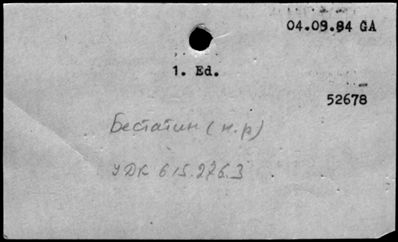 04.09.84 GA
1. Ed.
52678
Бестатин (н.р)
УДК 615.276.3